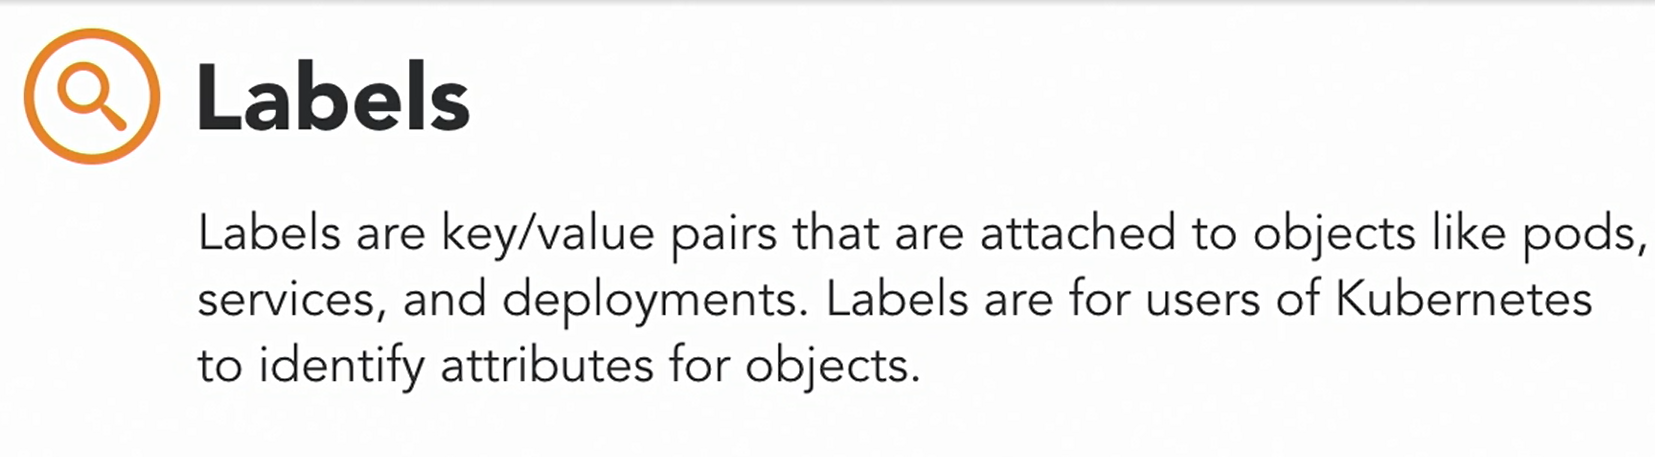 Labels
Labels are key/value pairs that are attached to objects like pods,
services, and deployments. Labels are for users of Kubernetes
to identify attributes for objects.